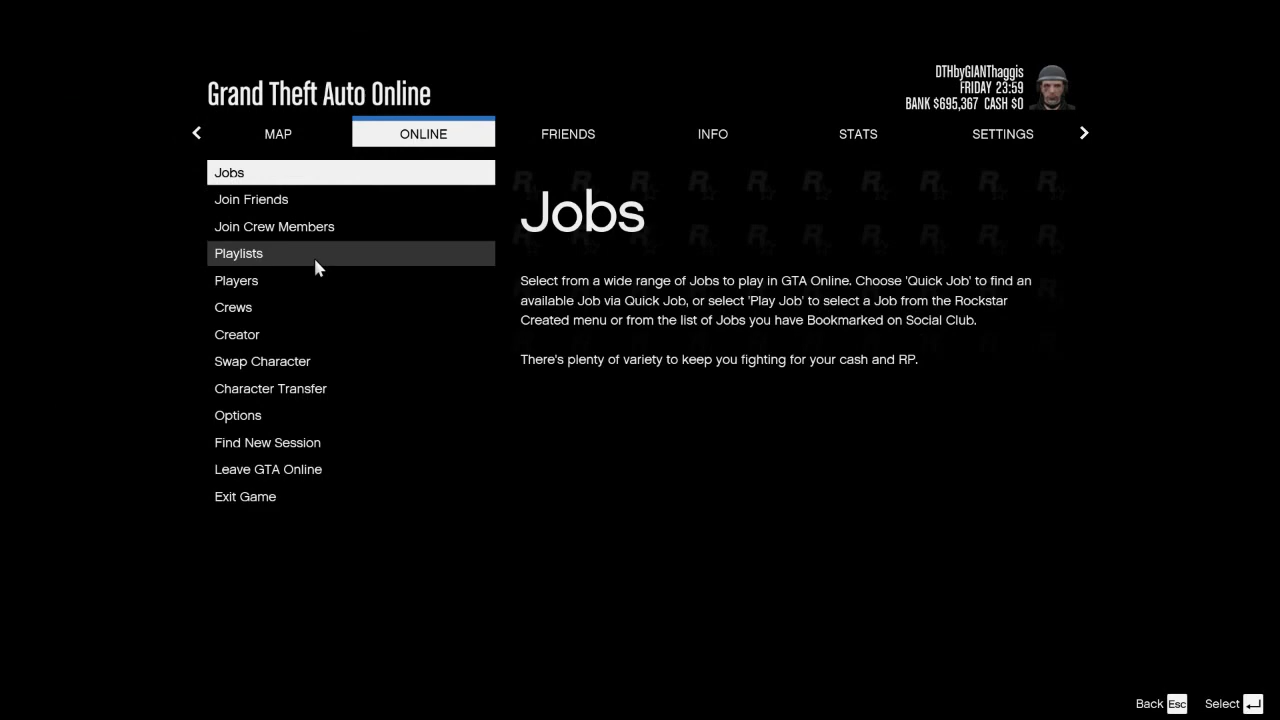 Grand Theft Auto Online
DTHbyGIANThaggis
FRIDAY 23:59
BANK $695,367 CASH $0
MAP
ONLINE
FRIENDS
INFO
STATS
SETTINGS
Jobs
Join Friends
Join Crew Members
Playlists
Players
Crews
Creator
Swap Character
Character Transfer
Options
Find New Session
Leave GTA Online
Exit Game
Jobs
Select from a wide range of Jobs to play in GTA Online. Choose 'Quick Job' to find an
available Job via Quick Job, or select 'Play Job' to select a Job from the Rockstar
Created menu or from the list of Jobs you have Bookmarked on Social Club.
There's plenty of variety to keep you fighting for your cash and RP.
Back Esc Select